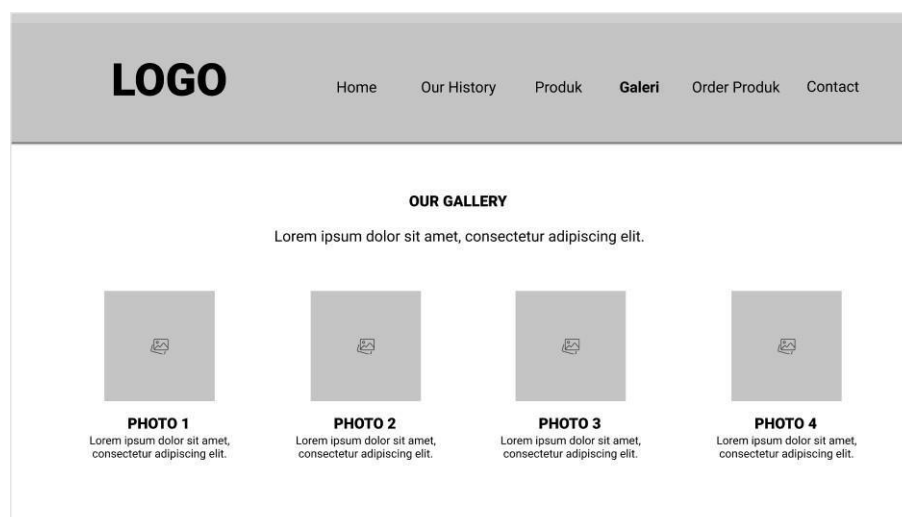 LOGO
Home Our History Produk Galeri Order Produk Contact
OUR GALLERY
Lorem ipsum dolor sit amet, consectetur adipiscing elit.
PHOTO 1
Lorem ipsum dolor sit amet,
consectetur adipiscing elit.
PHOTO 2
Lorem ipsum dolor sit amet,
consectetur adipiscing elit.
PHOTO 3
Lorem ipsum dolor sit amet,
consectetur adipiscing elit.
PHOTO 4
Lorem ipsum dolor sit amet,
consectetur adipiscing elit.